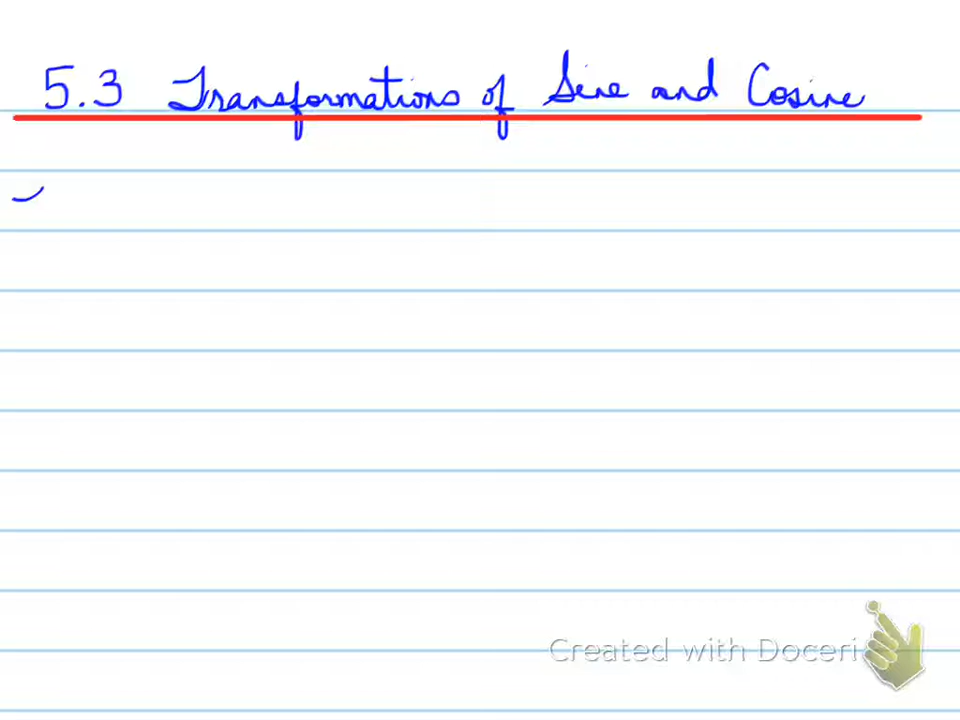 5.3 Transformations of Sine and Cosine
Created with Doceri